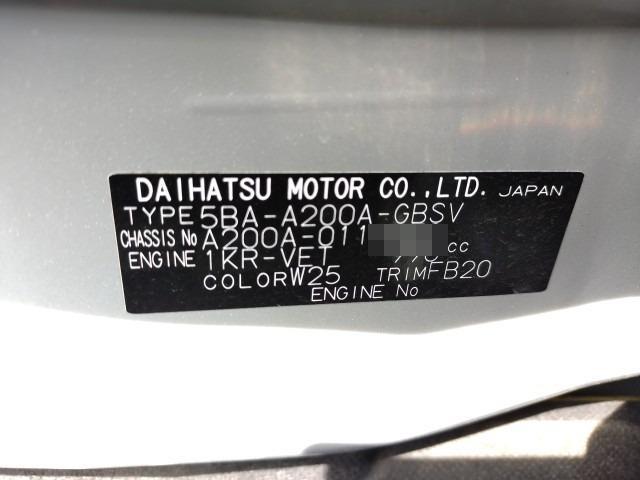 DAIHATSU MOTOR CO.,LTD. JAPAN
TYPE 5BA-A200A-GBSV
CHASSIS No A200A-011
ENGINE 1KR-VET cc
COLOR W25 TRIM FB20
ENGINE No